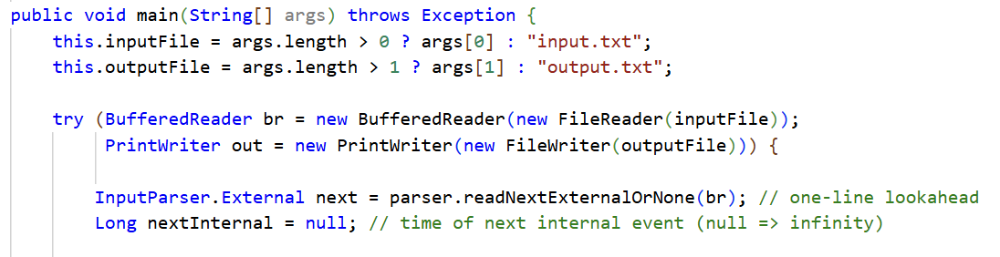 public void main(String[] args) throws Exception {
    this.inputFile = args.length > 0 ? args[0] : "input.txt";
    this.outputFile = args.length > 1 ? args[1] : "output.txt";

    try (BufferedReader br = new BufferedReader(new FileReader(inputFile));
         PrintWriter out = new PrintWriter(new FileWriter(outputFile))) {

        InputParser.External next = parser.readNextExternalOrNone(br); // one-line lookahead
        Long nextInternal = null; // time of next internal event (null => infinity)